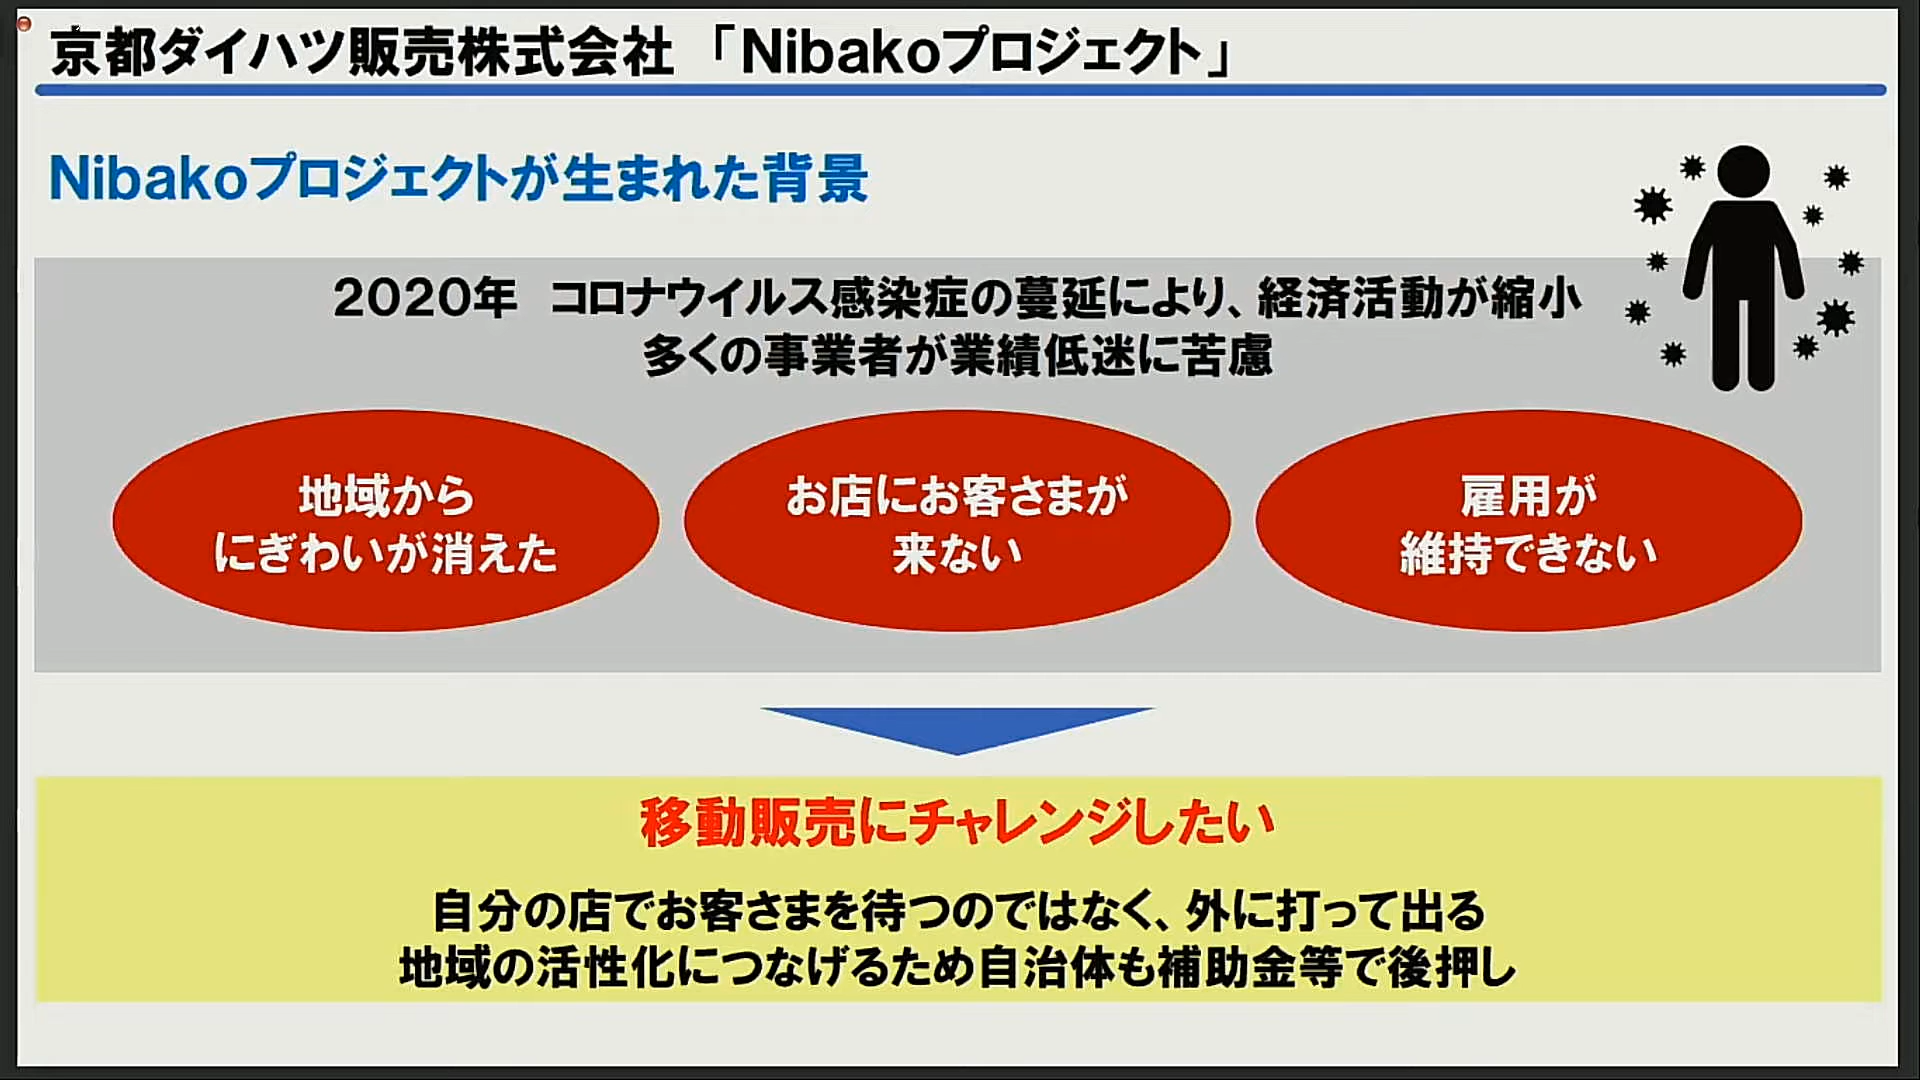 京都ダイハツ販売株式会社 「Nibakoプロジェクト」
Nibakoプロジェクトが生まれた背景
2020年　コロナウイルス感染症の蔓延により、経済活動が縮小
多くの事業者が業績低迷に苦慮
地域から
にぎわいが消えた
お店にお客さまが
来ない
雇用が
維持できない
移動販売にチャレンジしたい
自分の店でお客さまを待つのではなく、外に打って出る
地域の活性化につなげるため自治体も補助金等で後押し